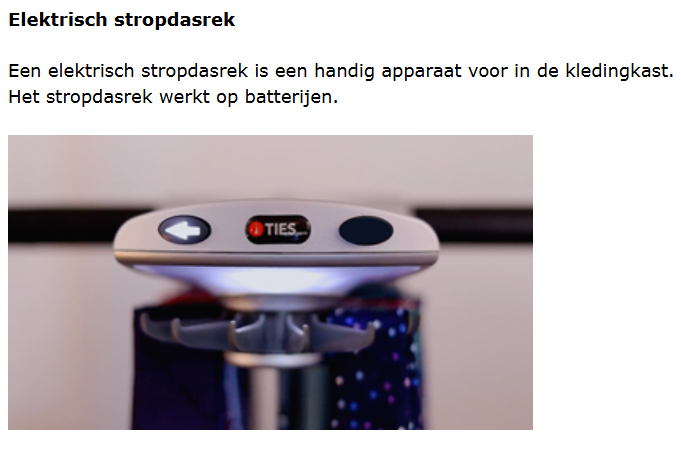 Elektrisch stropdasrek
Een elektrisch stropdasrek is een handig apparaat voor in de kledingkast.
Het stropdasrek werkt op batterijen.
TIES